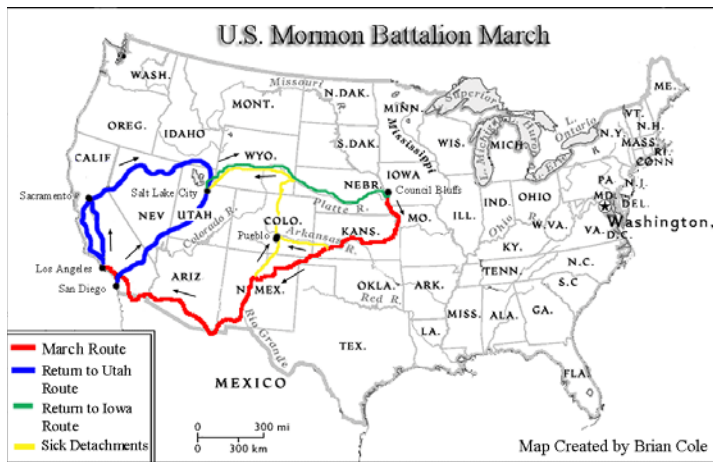 U.S. Mormon Battalion March
WASH.
MONT.
Missouri
R.
N.DAK.
MINN.
Superior
ME.
OREG.
IDAHO
S.DAK.
Mississippi
WIS.
L. Michigan
MICH.
Huron
L. Ontario
L. Erie
VT.
N.H.
N.Y.
MASS.
RI
CONN
CALIF
WYO.
IOWA
Council Bluffs
NEBR.
Platte R.
PA
N.J.
MD
DEL.
Washington,
D.C.
Sacramento
Salt Lake City
NEV
UTAH
Colorado R.
COLO.
Pueblo
Arkansas R.
KANS.
MO.
ILL.
IND.
OHIO
Ohio R.
W.VA.
VA.
KY.
Los Angeles
San Diego
ARIZ
N. MEX.
OKLA.
Red R.
ARK.
TENN.
N.C.
S.C
MISS.
ALA.
GA.
LA.
TEX.
Rio Grande
FLA.
MEXICO
March Route
Return to Utah
Route
Return to Iowa
Route
Sick Detachments
0 300 mi
0 300 km
Map Created by Brian Cole